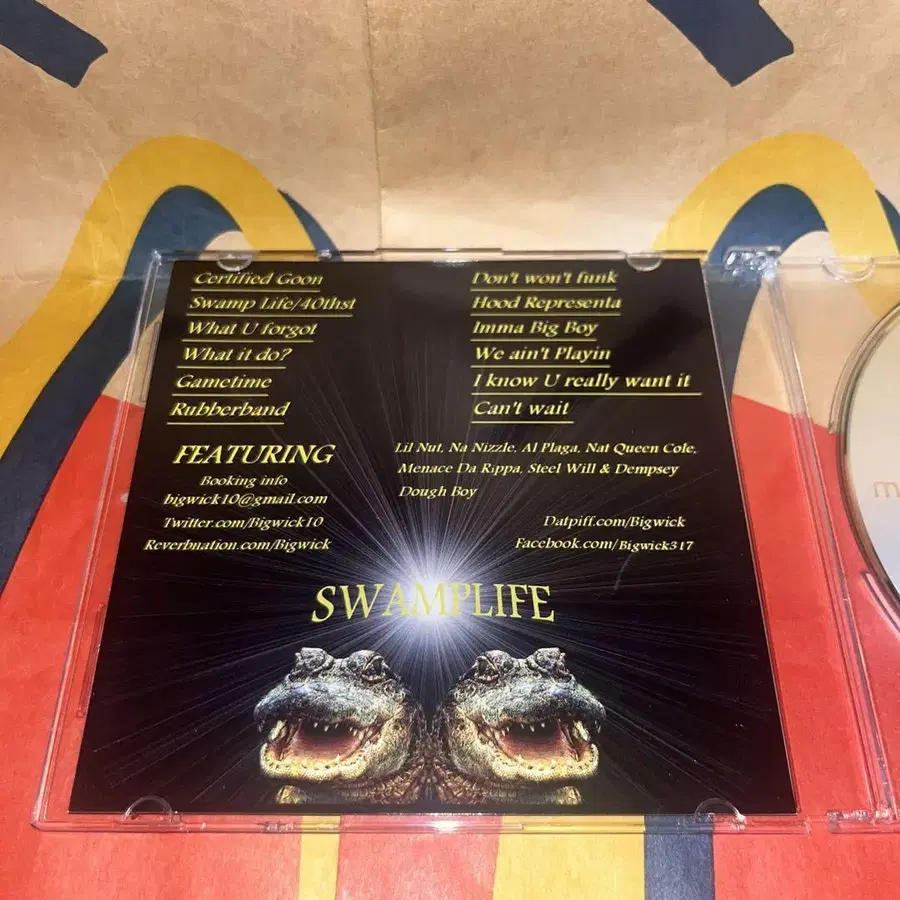 Certified Goon
Swamp Life/40thst
What U forgot
What it do?
Gametime
Rubberband
Don't won't funk
Hood Representa
Imma Big Boy
We ain't Playin
I know U really want it
Can't wait
FEATURING
Lil Nut, Na Nizzle, Al Plaga, Nat Queen Cole,
Menace Da Rippa, Steel Will & Dempsey
Dough Boy
Booking info
bigwick10@gmail.com
Twitter.com/Bigwick10
Reverbnation.com/Bigwick
Datpiff.com/Bigwick
Facebook.com/Bigwick317
SWAMPLIFE